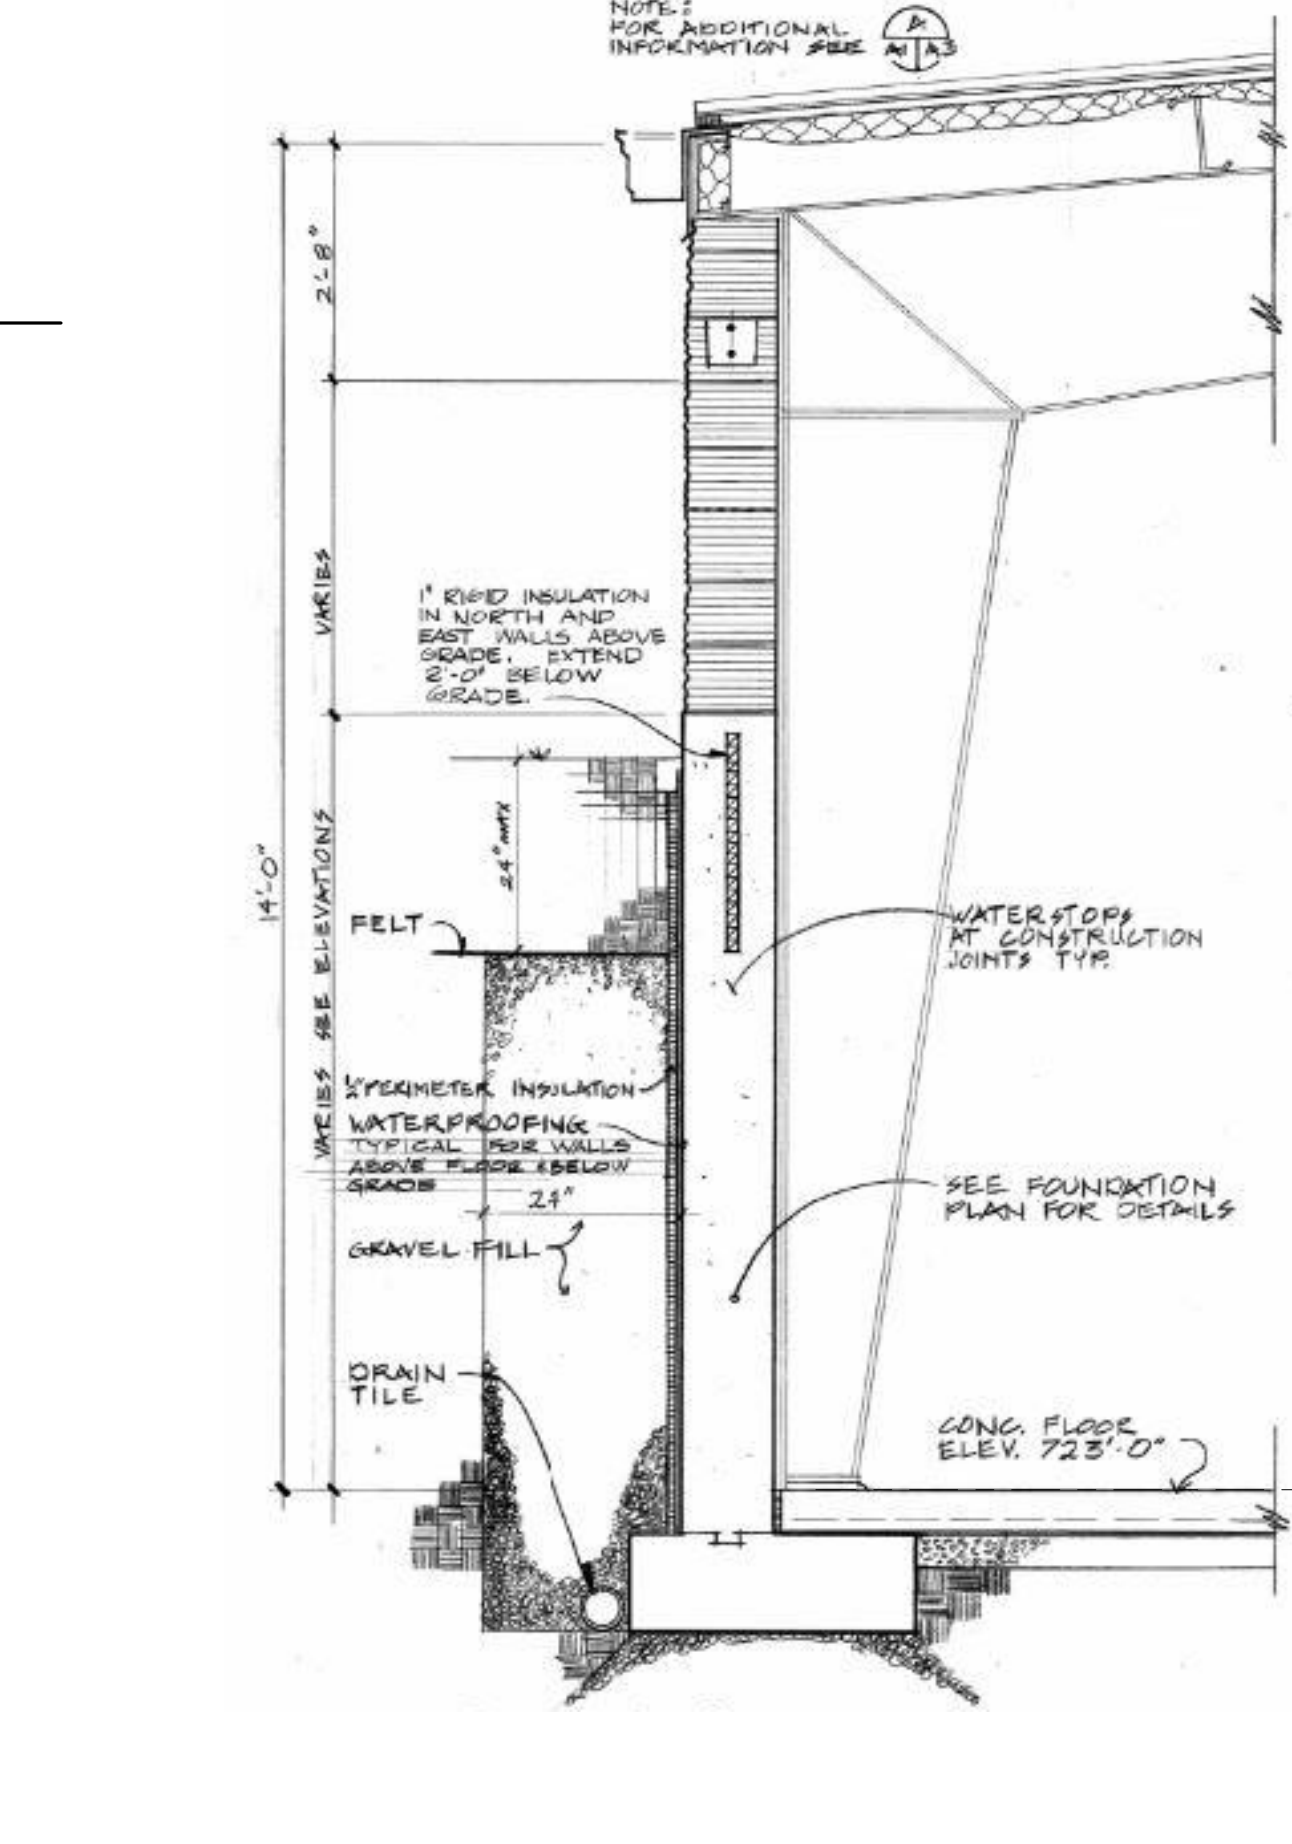 NOTE:
FOR ADDITIONAL
INFORMATION SEE
A
A1 A3
2'-8"
VARIES
1" RIGID INSULATION
IN NORTH AND
EAST WALLS ABOVE
GRADE. EXTEND
2'-0" BELOW
GRADE.
24" MAX
14'-0"
VARIES SEE ELEVATIONS
FELT
WATERSTOPS
AT CONSTRUCTION
JOINTS TYP.
½" PERIMETER INSULATION
WATERPROOFING
TYPICAL FOR WALLS
ABOVE FLOOR & BELOW
GRADE
24"
SEE FOUNDATION
PLAN FOR DETAILS
GRAVEL FILL
DRAIN
TILE
CONC. FLOOR
ELEV. 723'-0"